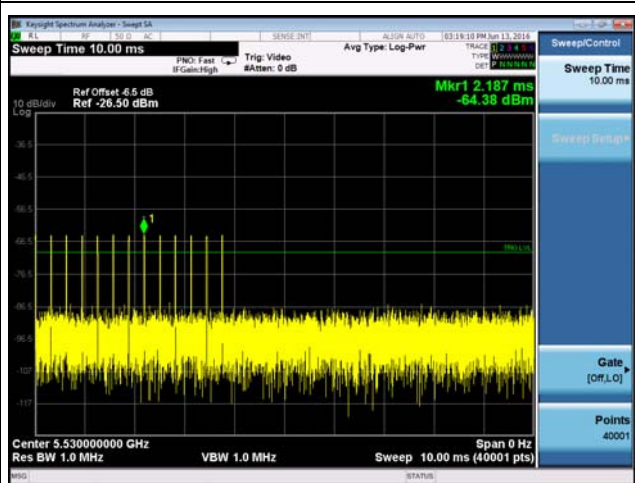 Keysight Spectrum Analyzer - Swept SA
RL RF 50 Ω AC SENSE:INT ALIGN AUTO 03:19:10 PM Jun 13, 2016
Sweep Time 10.00 ms
PNO: Fast
IFGain:High
Trig: Video
#Atten: 0 dB
Avg Type: Log-Pwr
TRACE 1 2 3 4 5 6
TYPE WWWWWW
DET P N N N N N
Ref Offset -6.5 dB
10 dB/div Ref -26.50 dBm
Log
Mkr1 2.187 ms
-64.38 dBm
-36.5
-46.5
-56.5
1
-66.5
TRIG LVL
-76.5
-86.5
-96.5
-107
-117
Center 5.530000000 GHz
Span 0 Hz
Res BW 1.0 MHz VBW 1.0 MHz Sweep 10.00 ms (40001 pts)
MSG STATUS
Sweep/Control
Sweep Time
10.00 ms
Sweep Setup
Gate
[Off,LO]
Points
40001